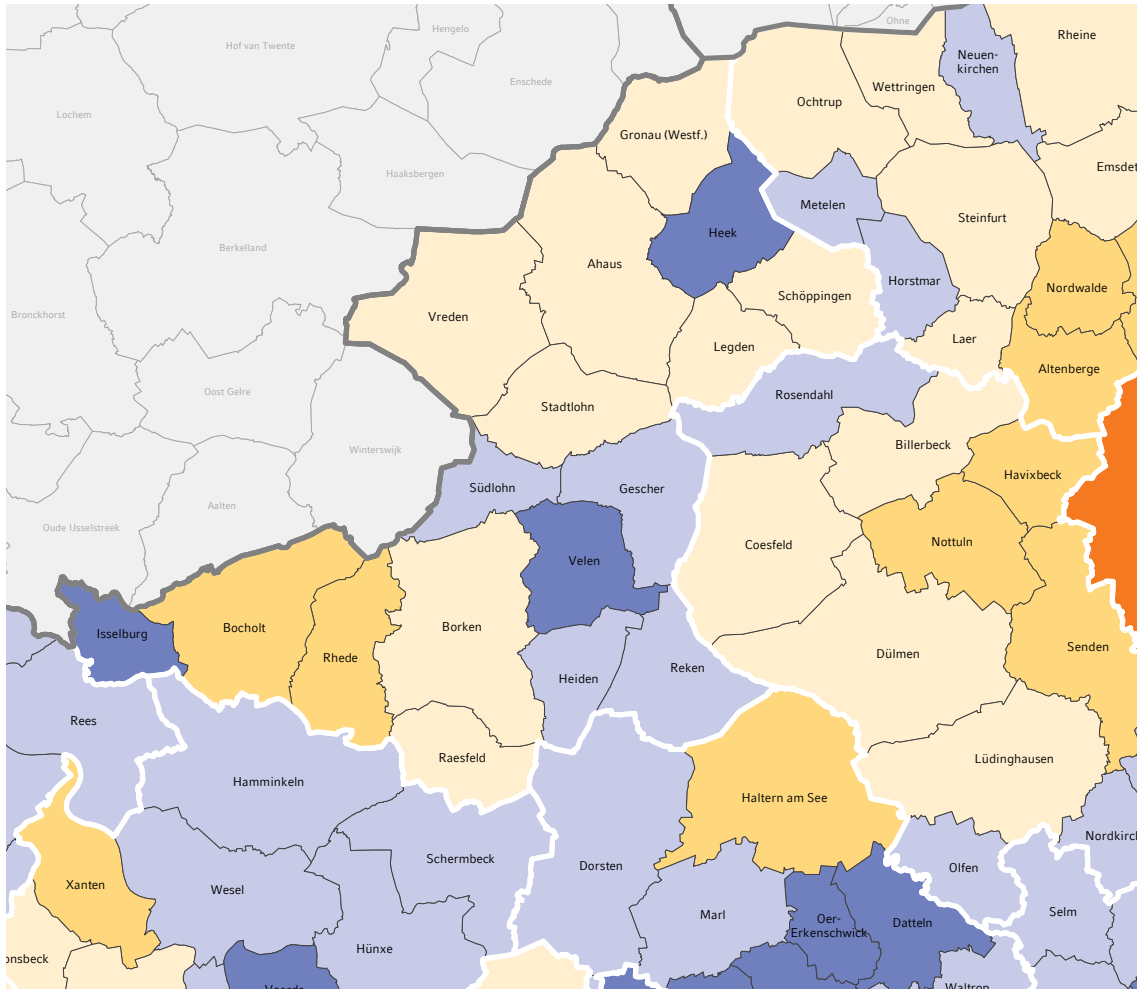 Ohne
Hengelo
Hof van Twente
Rheine
Neuen-
kirchen
Enschede
Wettringen
Ochtrup
Lochem
Gronau (Westf.)
Emsdet
Haaksbergen
Metelen
Steinfurt
Heek
Berkelland
Ahaus
Horstmar
Nordwalde
Schöppingen
Bronckhorst
Vreden
Laer
Legden
Altenberge
Oost Gelre
Rosendahl
Stadtlohn
Billerbeck
Winterswijk
Havixbeck
Südlohn
Gescher
Aalten
Oude IJsselstreek
Nottuln
Coesfeld
Velen
Isselburg
Bocholt
Borken
Senden
Rhede
Dülmen
Reken
Heiden
Rees
Raesfeld
Lüdinghausen
Hamminkeln
Haltern am See
Nordkirch
Schermbeck
Dorsten
Olfen
Xanten
Wesel
Selm
Marl
Oer-
Erkenschwick
Datteln
Hünxe
onsbeck
Voerde
Waltrop